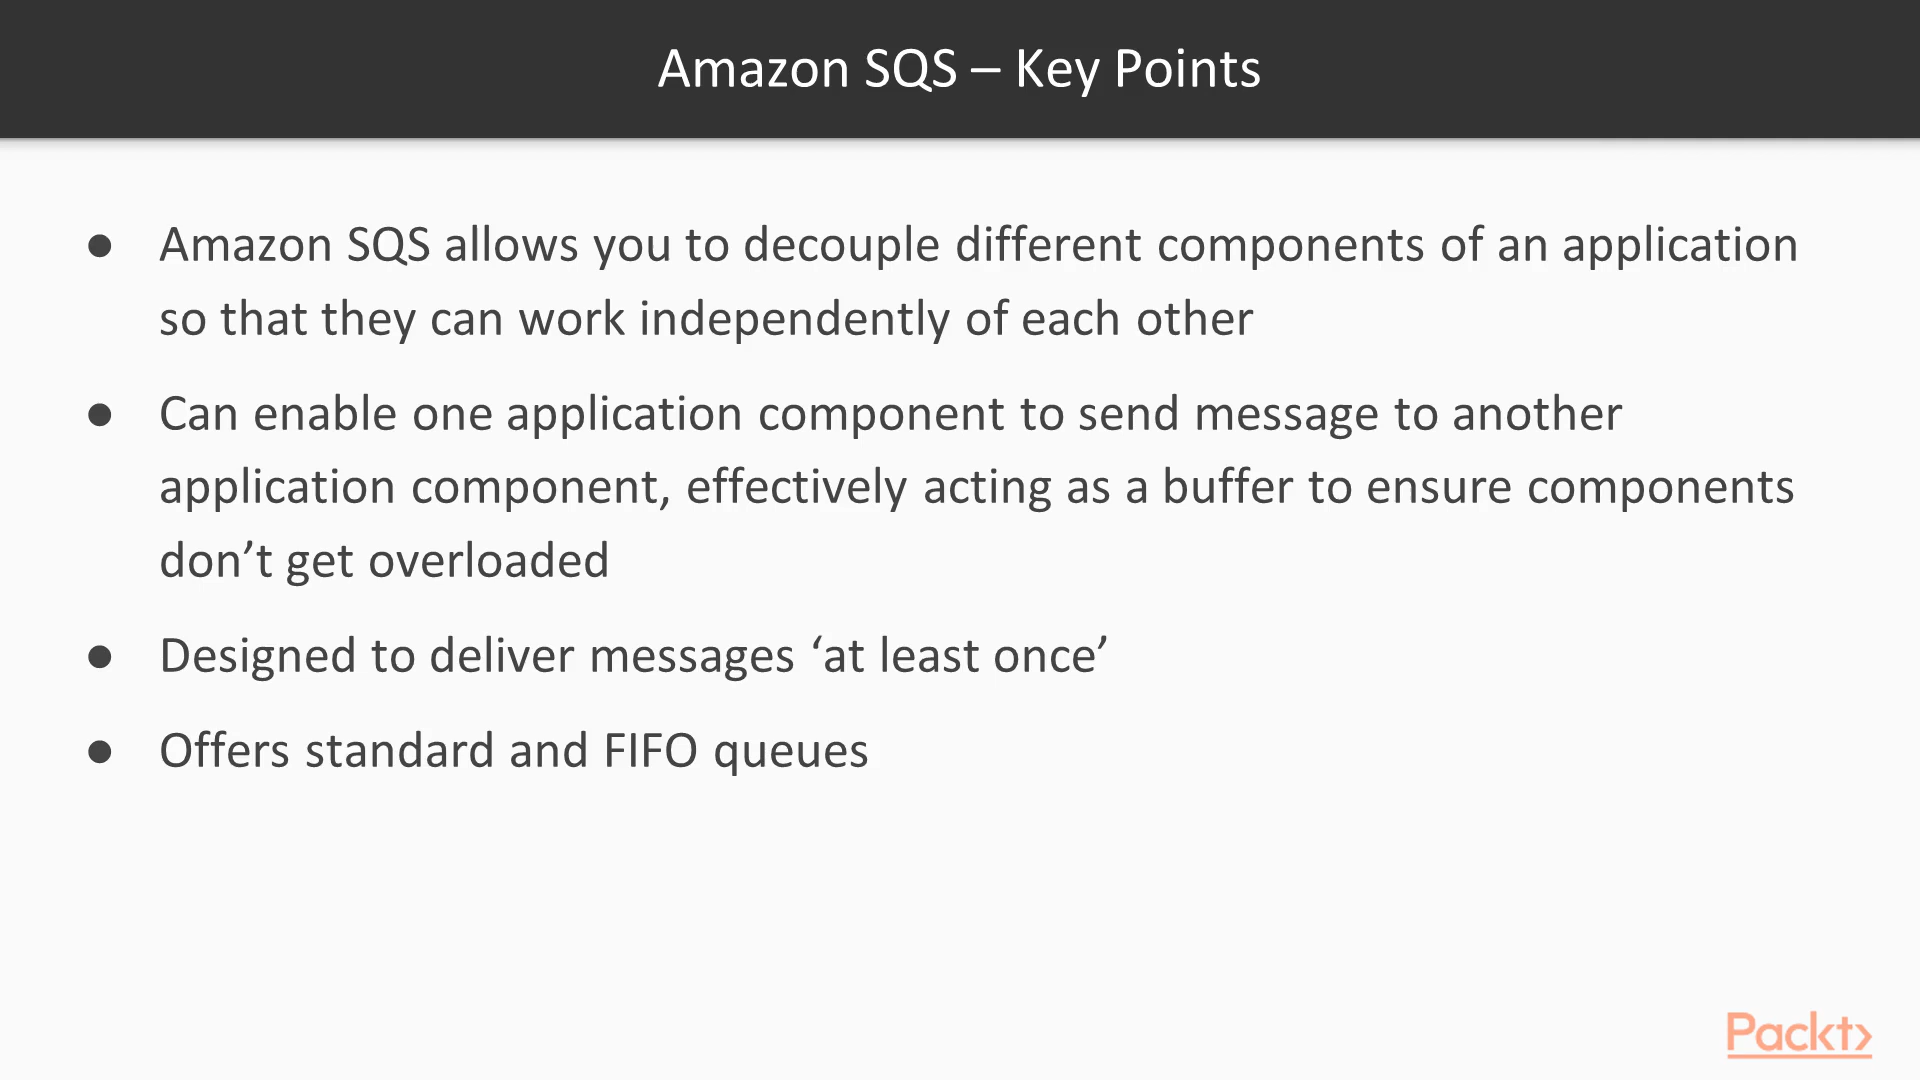 Amazon SQS – Key Points
● Amazon SQS allows you to decouple different components of an application
so that they can work independently of each other
● Can enable one application component to send message to another
application component, effectively acting as a buffer to ensure components
don’t get overloaded
● Designed to deliver messages ‘at least once’
● Offers standard and FIFO queues
Packt>